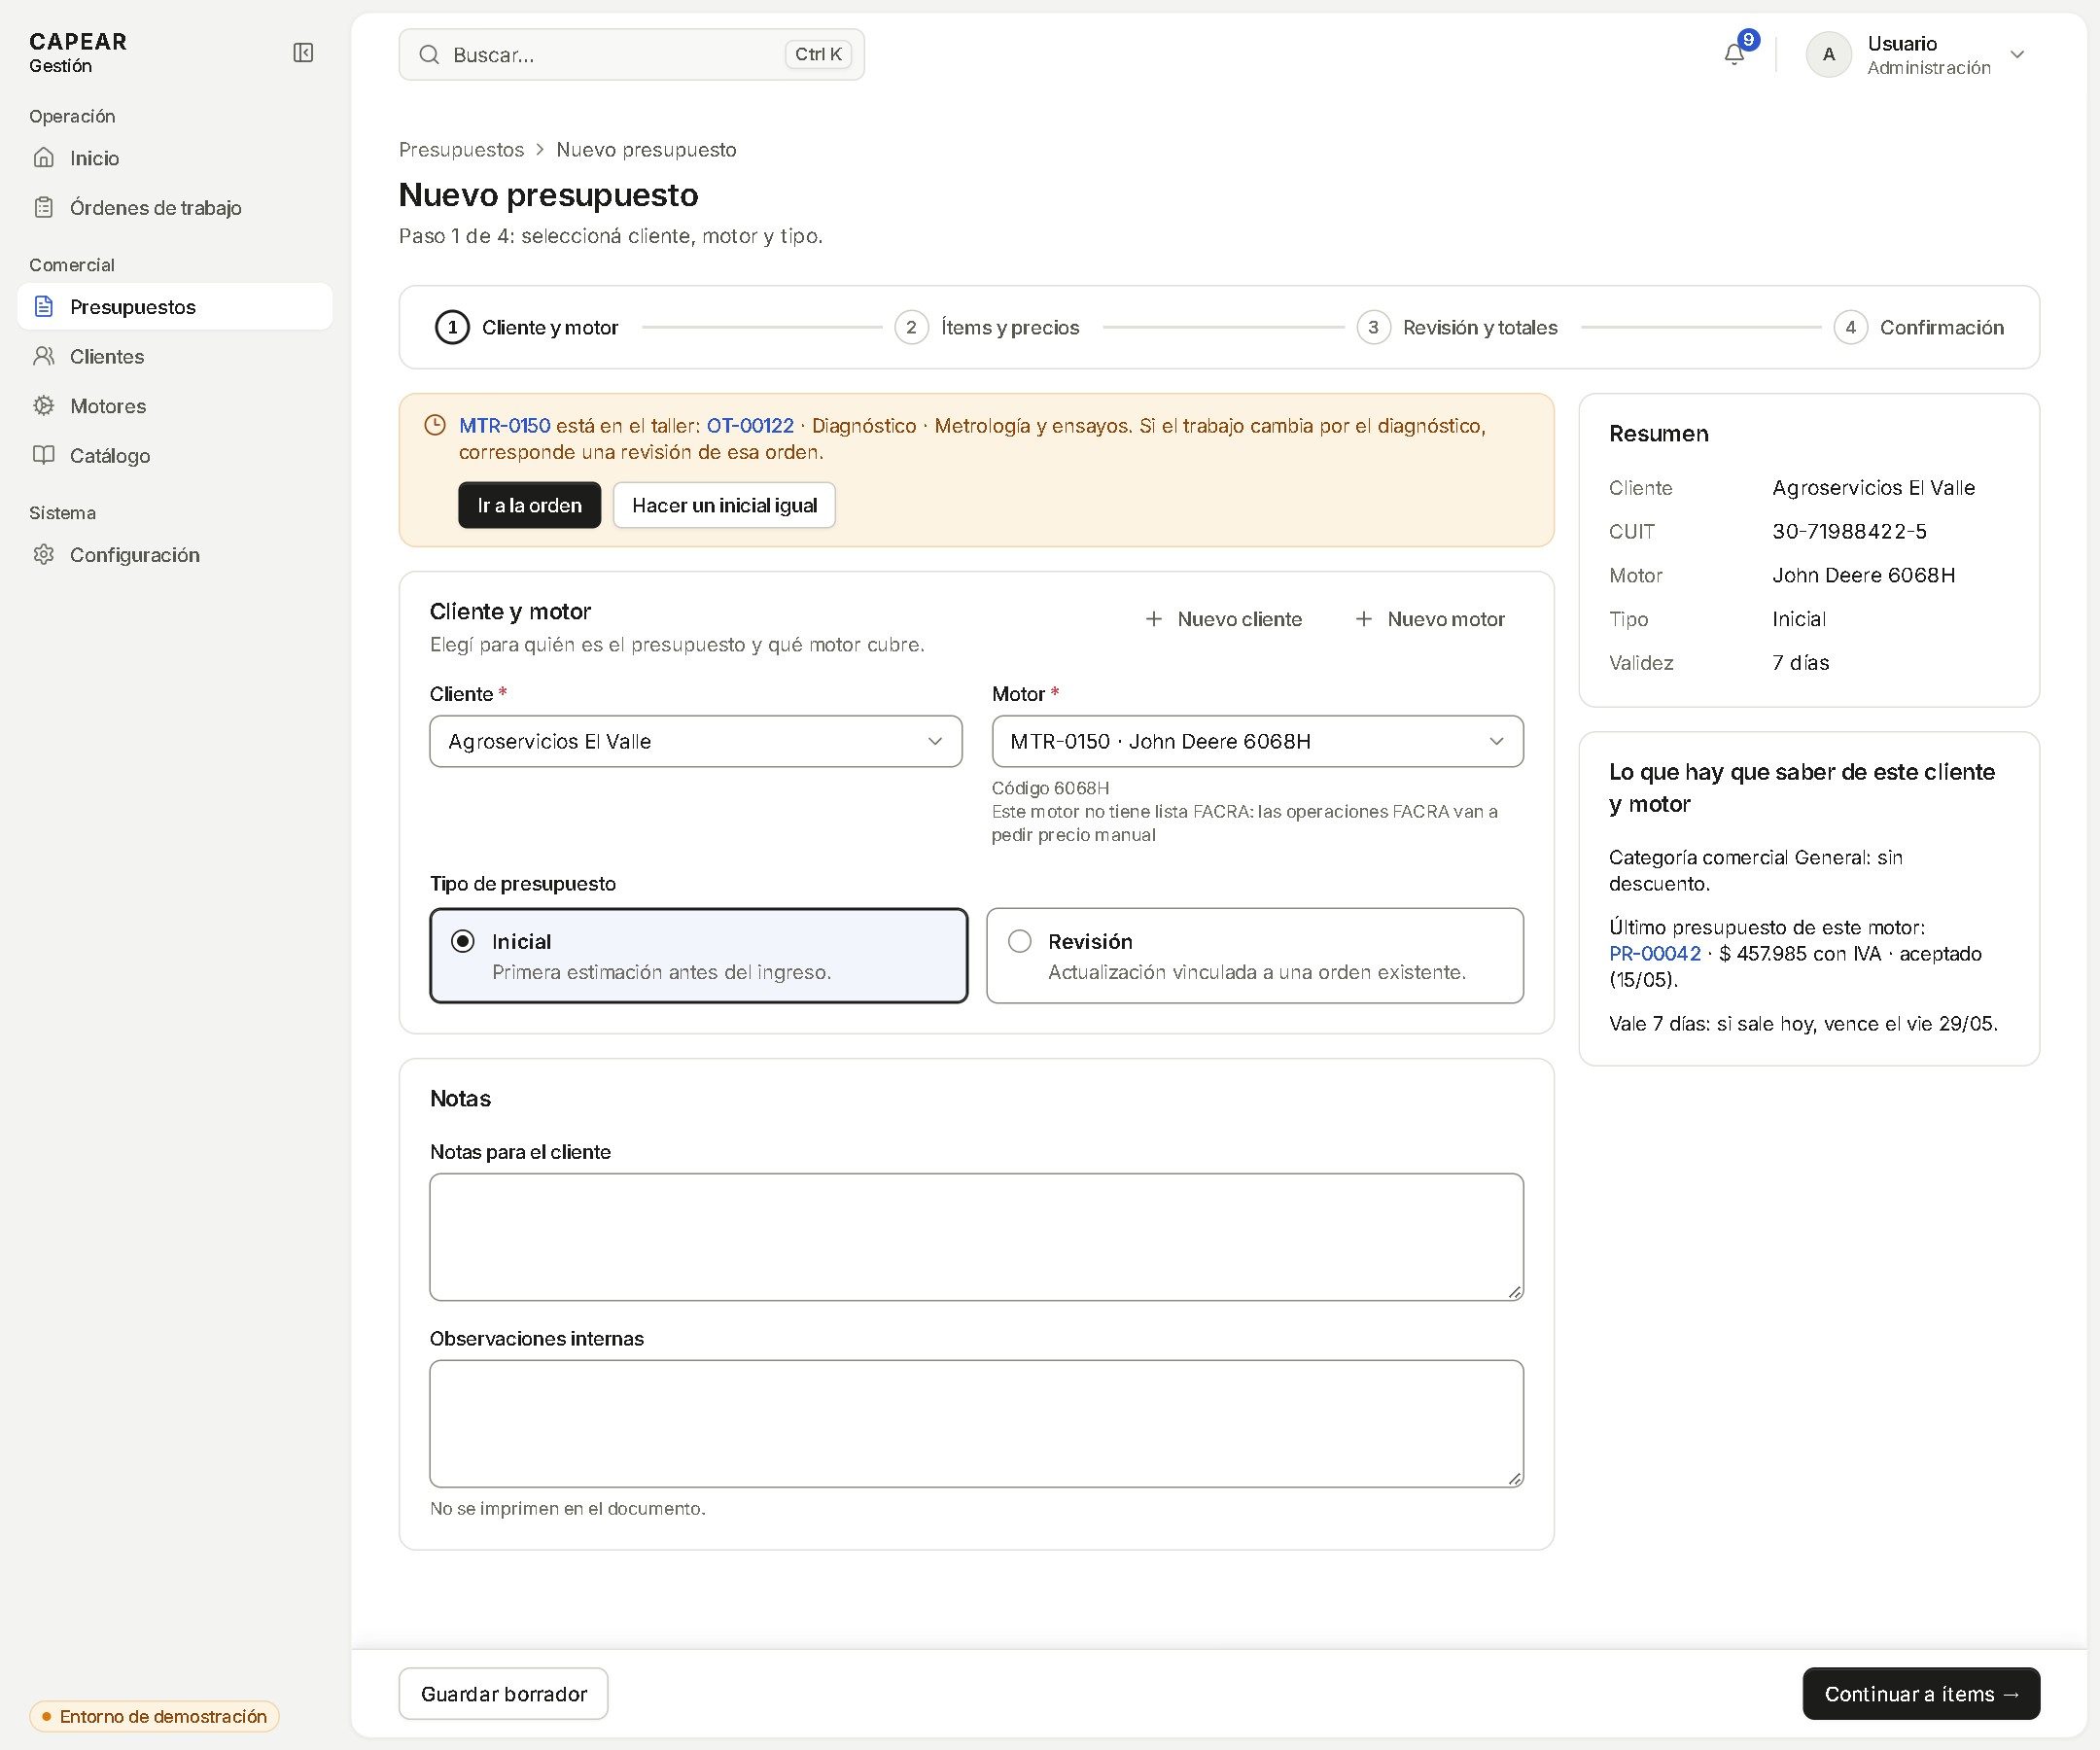 CAPEAR
Gestión
Operación
Inicio
Órdenes de trabajo
Comercial
Presupuestos
Clientes
Motores
Catálogo
Sistema
Configuración
Entorno de demostración
Buscar...
Ctrl K
9
A
Usuario
Administración
Presupuestos > Nuevo presupuesto
Nuevo presupuesto
Paso 1 de 4: seleccioná cliente, motor y tipo.
1 Cliente y motor
2 Ítems y precios
3 Revisión y totales
4 Confirmación
MTR-0150 está en el taller: OT-00122 · Diagnóstico · Metrología y ensayos. Si el trabajo cambia por el diagnóstico,
corresponde una revisión de esa orden.
Ir a la orden
Hacer un inicial igual
Cliente y motor
Elegí para quién es el presupuesto y qué motor cubre.
+ Nuevo cliente
+ Nuevo motor
Cliente *
Agroservicios El Valle
Motor *
MTR-0150 · John Deere 6068H
Código 6068H
Este motor no tiene lista FACRA: las operaciones FACRA van a
pedir precio manual
Tipo de presupuesto
Inicial
Primera estimación antes del ingreso.
Revisión
Actualización vinculada a una orden existente.
Notas
Notas para el cliente
Observaciones internas
No se imprimen en el documento.
Resumen
Cliente Agroservicios El Valle
CUIT 30-71988422-5
Motor John Deere 6068H
Tipo Inicial
Validez 7 días
Lo que hay que saber de este cliente
y motor
Categoría comercial General: sin
descuento.
Último presupuesto de este motor:
PR-00042 · $ 457.985 con IVA · aceptado
(15/05).
Vale 7 días: si sale hoy, vence el vie 29/05.
Guardar borrador
Continuar a ítems →